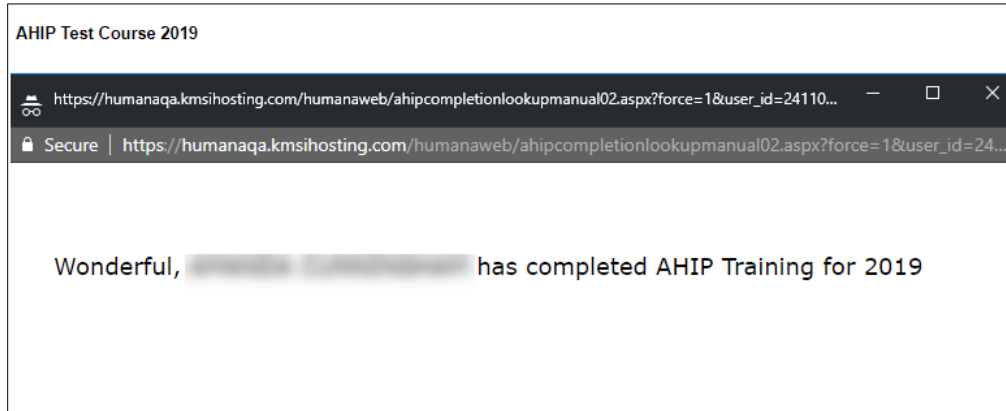 AHIP Test Course 2019
https://humanaqa.kmsihosting.com/humanaweb/ahipcompletionlookupmanual02.aspx?force=1&user_id=24110...
Secure | https://humanaqa.kmsihosting.com/humanaweb/ahipcompletionlookupmanual02.aspx?force=1&user_id=24...
Wonderful, has completed AHIP Training for 2019